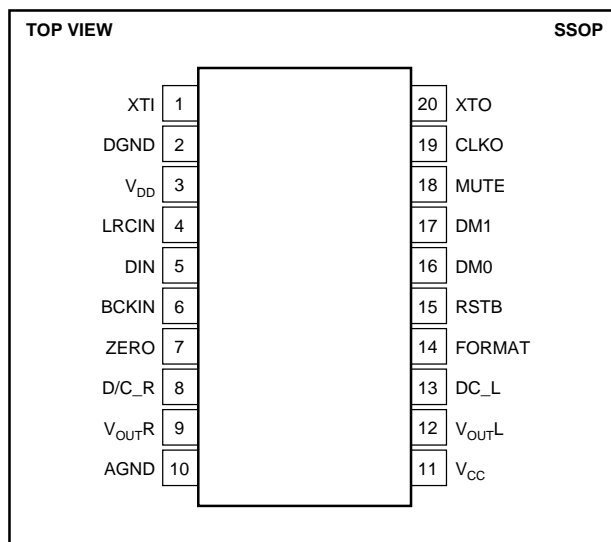 TOP VIEW SSOP
XTI 1 20 XTO
DGND 2 19 CLKO
VDD 3 18 MUTE
LRCIN 4 17 DM1
DIN 5 16 DM0
BCKIN 6 15 RSTB
ZERO 7 14 FORMAT
D/C_R 8 13 DC_L
VOUTR 9 12 VOUTL
AGND 10 11 VCC